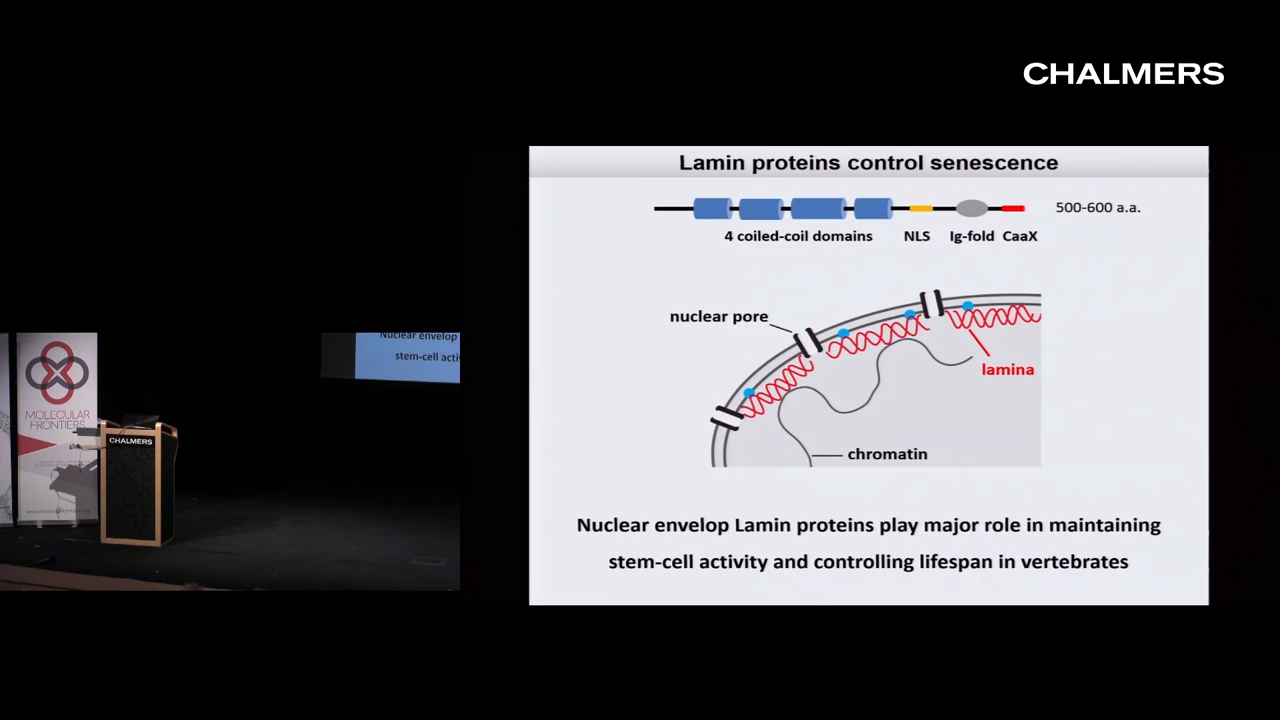 CHALMERS
Lamin proteins control senescence
500-600 a.a.
4 coiled-coil domains NLS Ig-fold CaaX
nuclear pore
lamina
chromatin
Nuclear envelop Lamin proteins play major role in maintaining
stem-cell activity and controlling lifespan in vertebrates
Nuclear envelop
stem-cell activ
MOLECULAR
FRONTIERS
CHALMERS